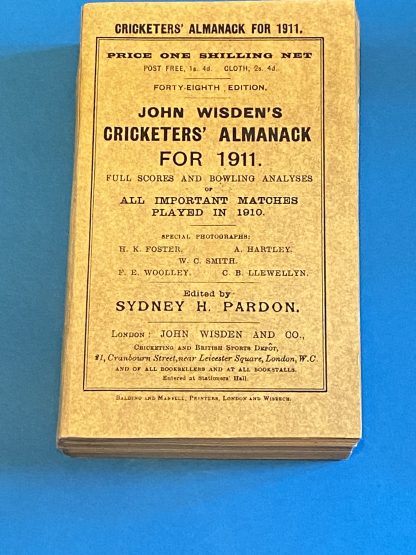 CRICKETERS' ALMANACK FOR 1911.
PRICE ONE SHILLING NET
POST FREE, 1s. 4d. CLOTH, 2s. 4d.
FORTY-EIGHTH EDITION.
JOHN WISDEN'S
CRICKETERS' ALMANACK
FOR 1911.
FULL SCORES AND BOWLING ANALYSES
OF
ALL IMPORTANT MATCHES
PLAYED IN 1910.
SPECIAL PHOTOGRAPHS:
H. K. FOSTER. A. HARTLEY.
W. C. SMITH.
F. E. WOOLLEY. C. B. LLEWELLYN.
Edited by
SYDNEY H. PARDON.
LONDON: JOHN WISDEN AND CO.,
CRICKETING AND BRITISH SPORTS DEPÔT,
21, Cranbourn Street, near Leicester Square, London, W.C
AND OF ALL BOOKSELLERS AND AT ALL BOOKSTALLS.
Entered at Stationers' Hall.
BALDING AND MANSELL, PRINTERS, LONDON AND WISBECH.